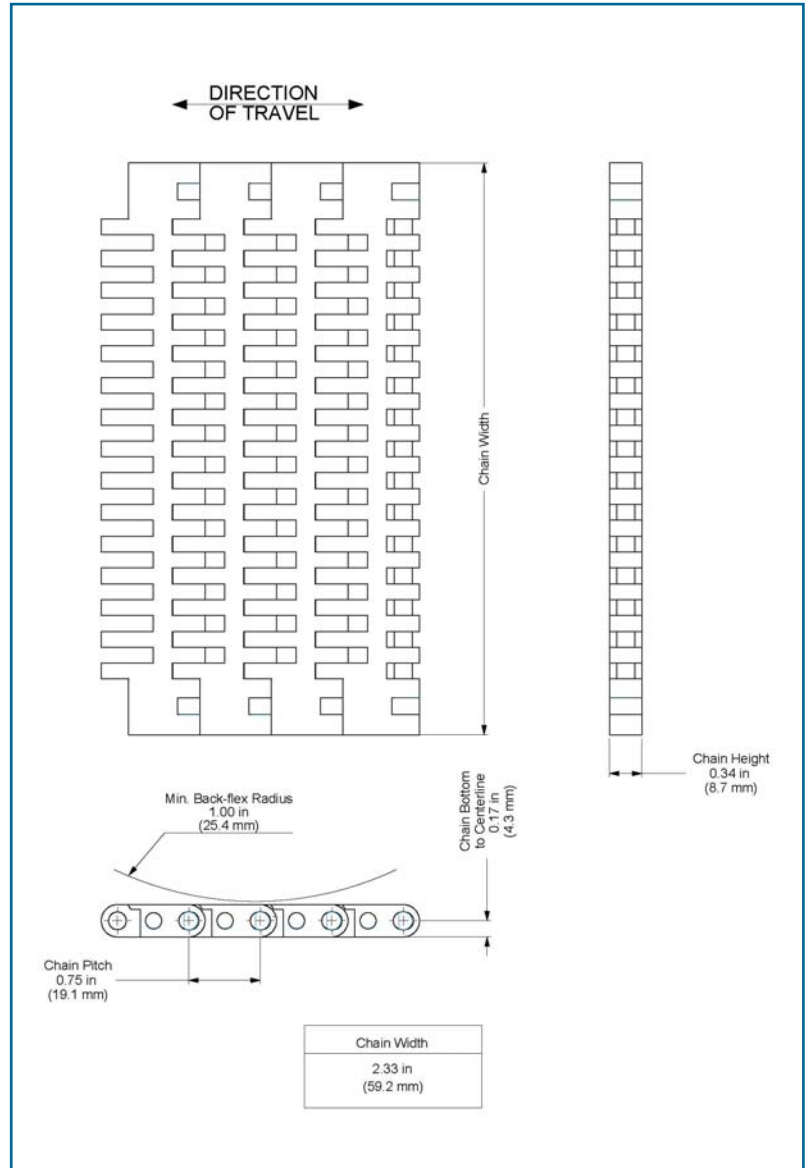 DIRECTION
OF TRAVEL
Chain Width
Chain Height
0.34 in
(8.7 mm)
Min. Back-flex Radius
1.00 in
(25.4 mm)
Chain Bottom
to Centerline
0.17 in
(4.3 mm)
Chain Pitch
0.75 in
(19.1 mm)
Chain Width
2.33 in
(59.2 mm)